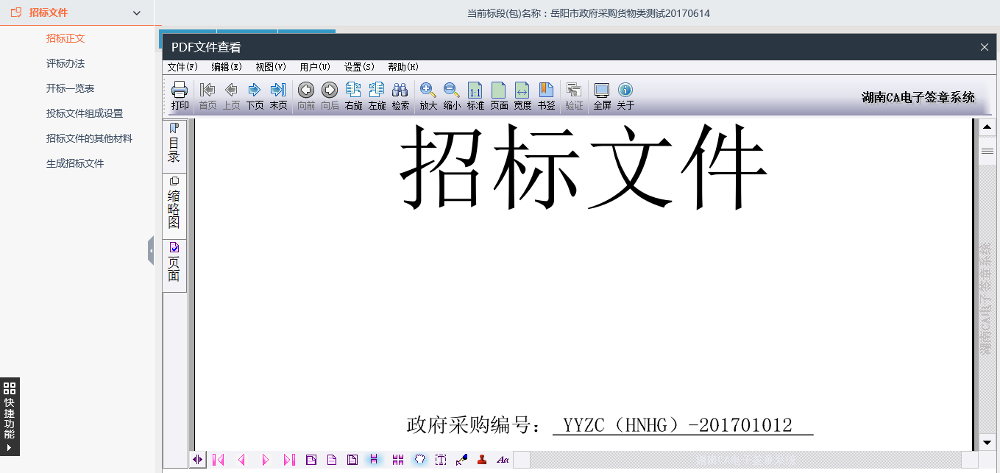 招标文件
当前标段(包)名称：岳阳市政府采购货物类测试20170614
招标正文
评标办法
开标一览表
投标文件组成设置
招标文件的其他材料
生成招标文件
快捷功能
PDF文件查看
文件(F) 编辑(E) 视图(V) 用户(U) 设置(S) 帮助(H)
打印 首页 上页 下页 末页 向前 向后 右旋 左旋 检索 放大 缩小 标准 页面 宽度 书签 验证 全屏 关于
1:1
湖南CA电子签章系统
目录
缩略图
页面
招标文件
政府采购编号： YYZC（HNHG）-201701012
湖南CA电子签章系统
Aa
湖南CA电子签章系统